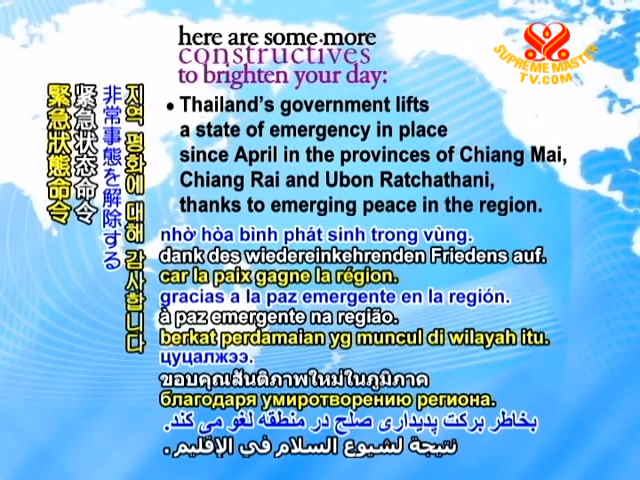 here are some more
constructives
to brighten your day:
SUPREME MASTER
TV.COM
• Thailand's government lifts
a state of emergency in place
since April in the provinces of Chiang Mai,
Chiang Rai and Ubon Ratchathani,
thanks to emerging peace in the region.
緊急狀態命令
紧急状态命令
非常事態を解除する
지역 평화에 대해 감사합니다
nhờ hòa bình phát sinh trong vùng.
dank des wiedereinkehrenden Friedens auf.
car la paix gagne la région.
gracias a la paz emergente en la región.
à paz emergente na região.
berkat perdamaian yg muncul di wilayah itu.
цуцалжээ.
ขอบคุณสันติภาพใหม่ในภูมิภาค
благодаря умиротворению региона.
بخاطر برکت پدیداری صلح در منطقه لغو می کند.
نتيجة لشيوع السلام في الإقليم.